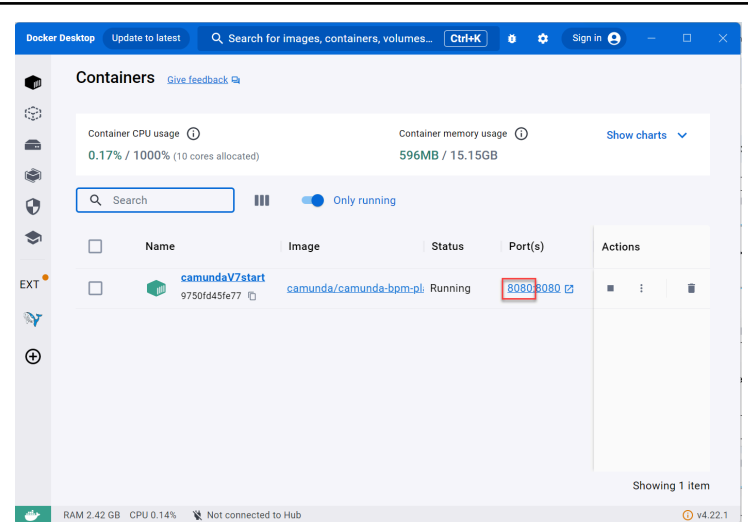 Docker Desktop Update to latest Search for images, containers, volumes... Ctrl+K Sign in
Containers Give feedback
Container CPU usage
0.17% / 1000% (10 cores allocated)
Container memory usage
596MB / 15.15GB
Show charts
Search Only running
Name Image Status Port(s) Actions
camundaV7start
9750fd45fe77
camunda/camunda-bpm-pla Running 8080:8080
EXT
Showing 1 item
RAM 2.42 GB CPU 0.14% Not connected to Hub v4.22.1